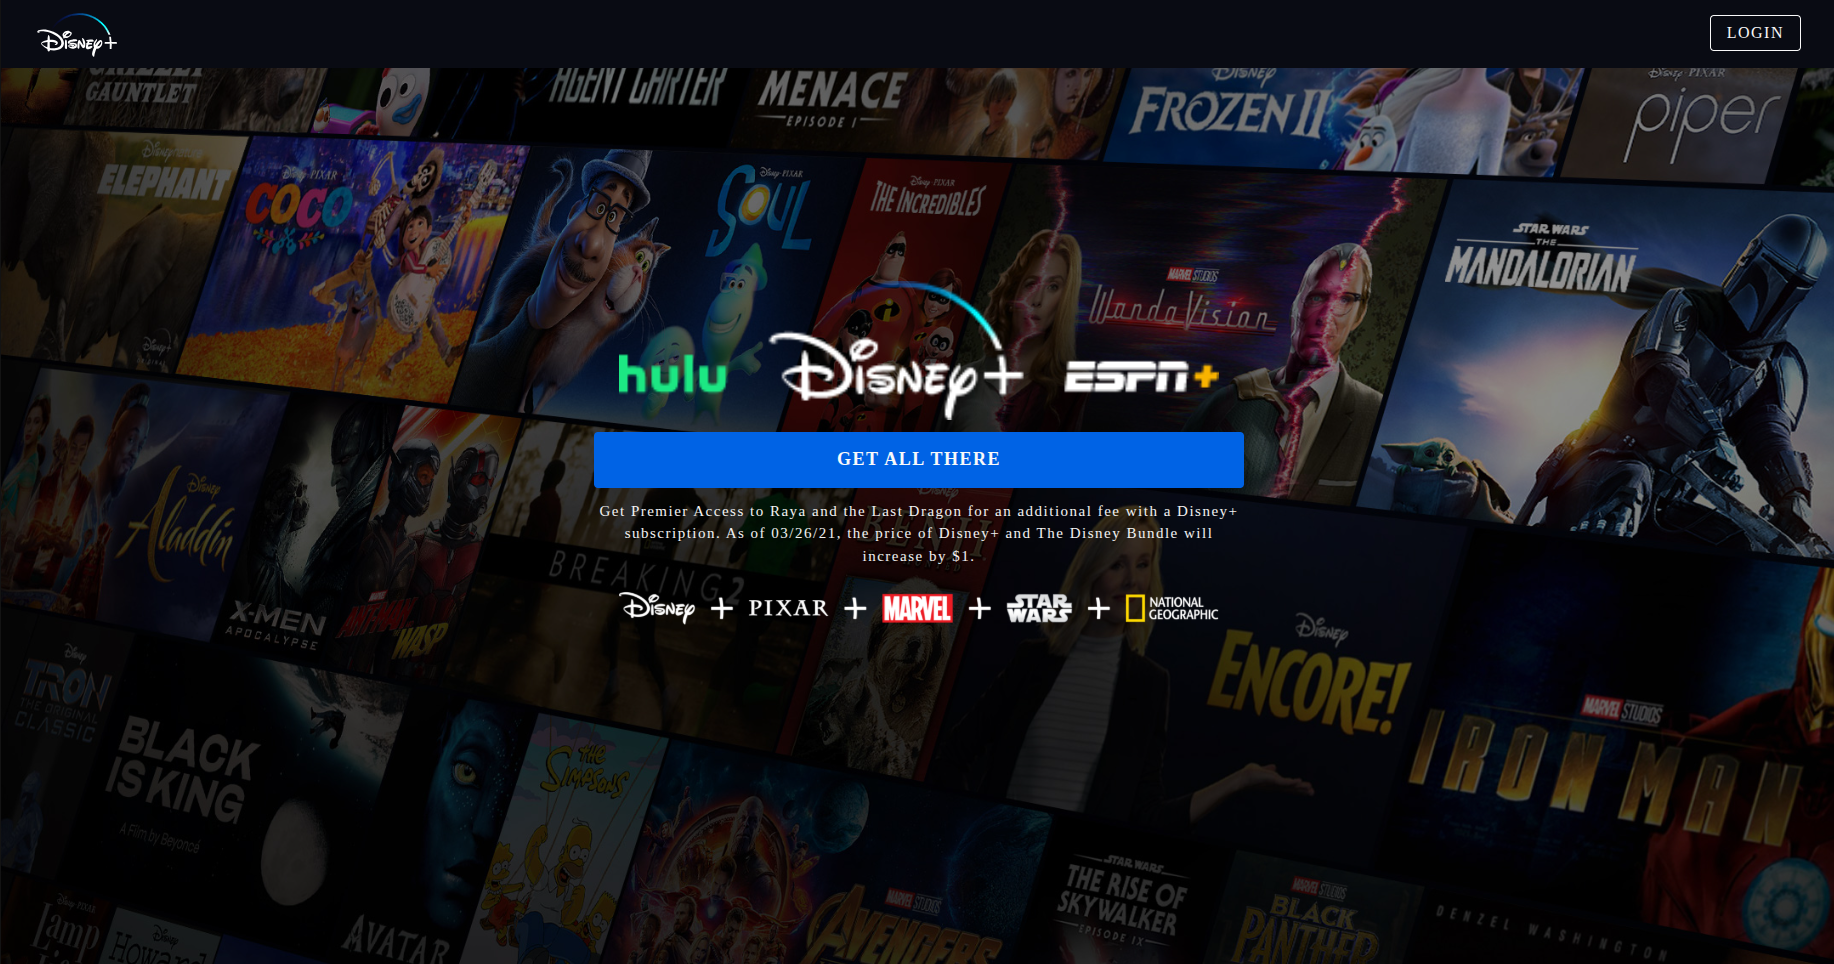 Disney+
LOGIN
GRIZZLY
GAUNTLET
AGENT CARTER
MENACE
EPISODE I
Disney
FROZEN II
Disney PIXAR
piper
ELEPHANT
Disney PIXAR
COCO
Disney PIXAR
SOUL
Disney PIXAR
THE INCREDIBLES
MARVEL STUDIOS
WandaVision
STAR WARS
THE
MANDALORIAN
hulu
Disney+
ESPN+
GET ALL THERE
Get Premier Access to Raya and the Last Dragon for an additional fee with a Disney+
subscription. As of 03/26/21, the price of Disney+ and The Disney Bundle will
increase by $1.
Disney + PIXAR + MARVEL + STAR WARS + NATIONAL GEOGRAPHIC
Disney
Aladdin
X-MEN
APOCALYPSE
ANT-MAN
WASP
BREAKING2
Disney
BENJI
Disney
ENCORE!
MARVEL STUDIOS
IRON MAN
Disney
TRON
THE ORIGINAL
CLASSIC
BLACK
IS KING
A Film by Beyoncé
AVATAR
THE
SIMPSONS
MARVEL STUDIOS
AVENGERS
STAR WARS
THE RISE OF
SKYWALKER
EPISODE IX
MARVEL STUDIOS
BLACK
PANTHER
DENZEL WASHINGTON
Disney PIXAR
Lamp
Disney
Howard